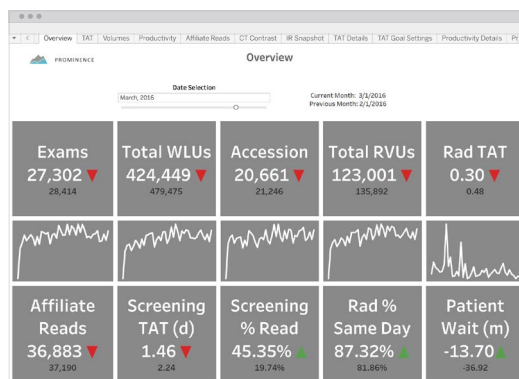 Overview TAT Volumes Productivity Affiliate Reads CT Contrast IR Snapshot TAT Details TAT Goal Settings Productivity Details
PROMINENCE
Overview
Date Selection
March, 2016
Current Month: 3/1/2016
Previous Month: 2/1/2016
Exams
27,302
28,414
Total WLUs
424,449
479,475
Accession
20,661
21,246
Total RVUs
123,001
135,892
Rad TAT
0.30
0.48
Affiliate
Reads
36,883
37,190
Screening
TAT (d)
1.46
2.24
Screening
% Read
45.35%
19.74%
Rad %
Same Day
87.32%
81.86%
Patient
Wait (m)
-13.70
-36.92